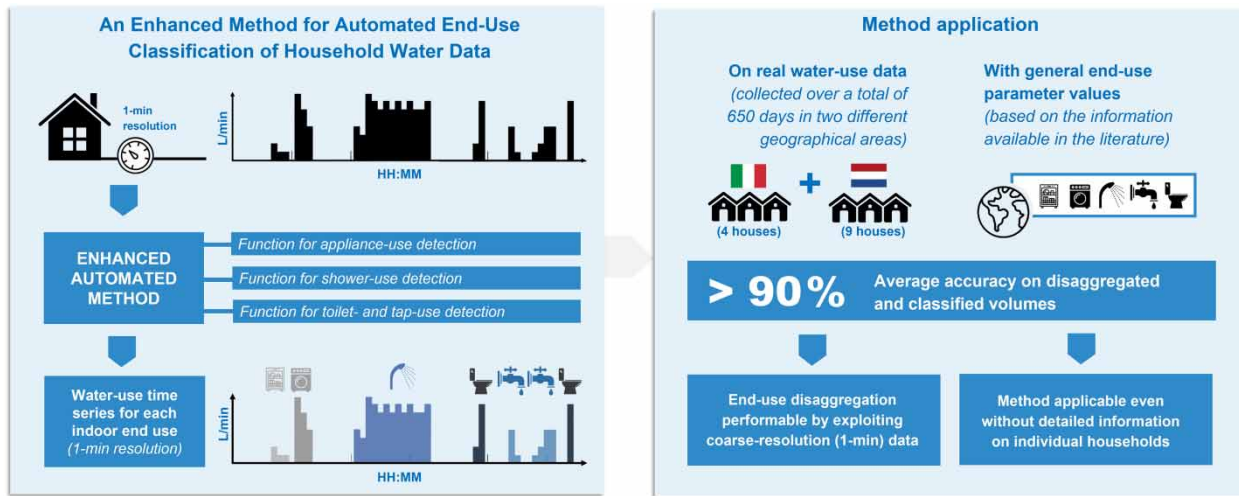 An Enhanced Method for Automated End-Use
Classification of Household Water Data
1-min
resolution
L/min
HH:MM
ENHANCED
AUTOMATED
METHOD
Function for appliance-use detection
Function for shower-use detection
Function for toilet- and tap-use detection
Water-use time
series for each
indoor end use
(1-min resolution)
L/min
HH:MM
Method application
On real water-use data
(collected over a total of
650 days in two different
geographical areas)
With general end-use
parameter values
(based on the information
available in the literature)
+
(4 houses)
(9 houses)
> 90%
Average accuracy on disaggregated
and classified volumes
End-use disaggregation
performable by exploiting
coarse-resolution (1-min) data
Method applicable even
without detailed information
on individual households